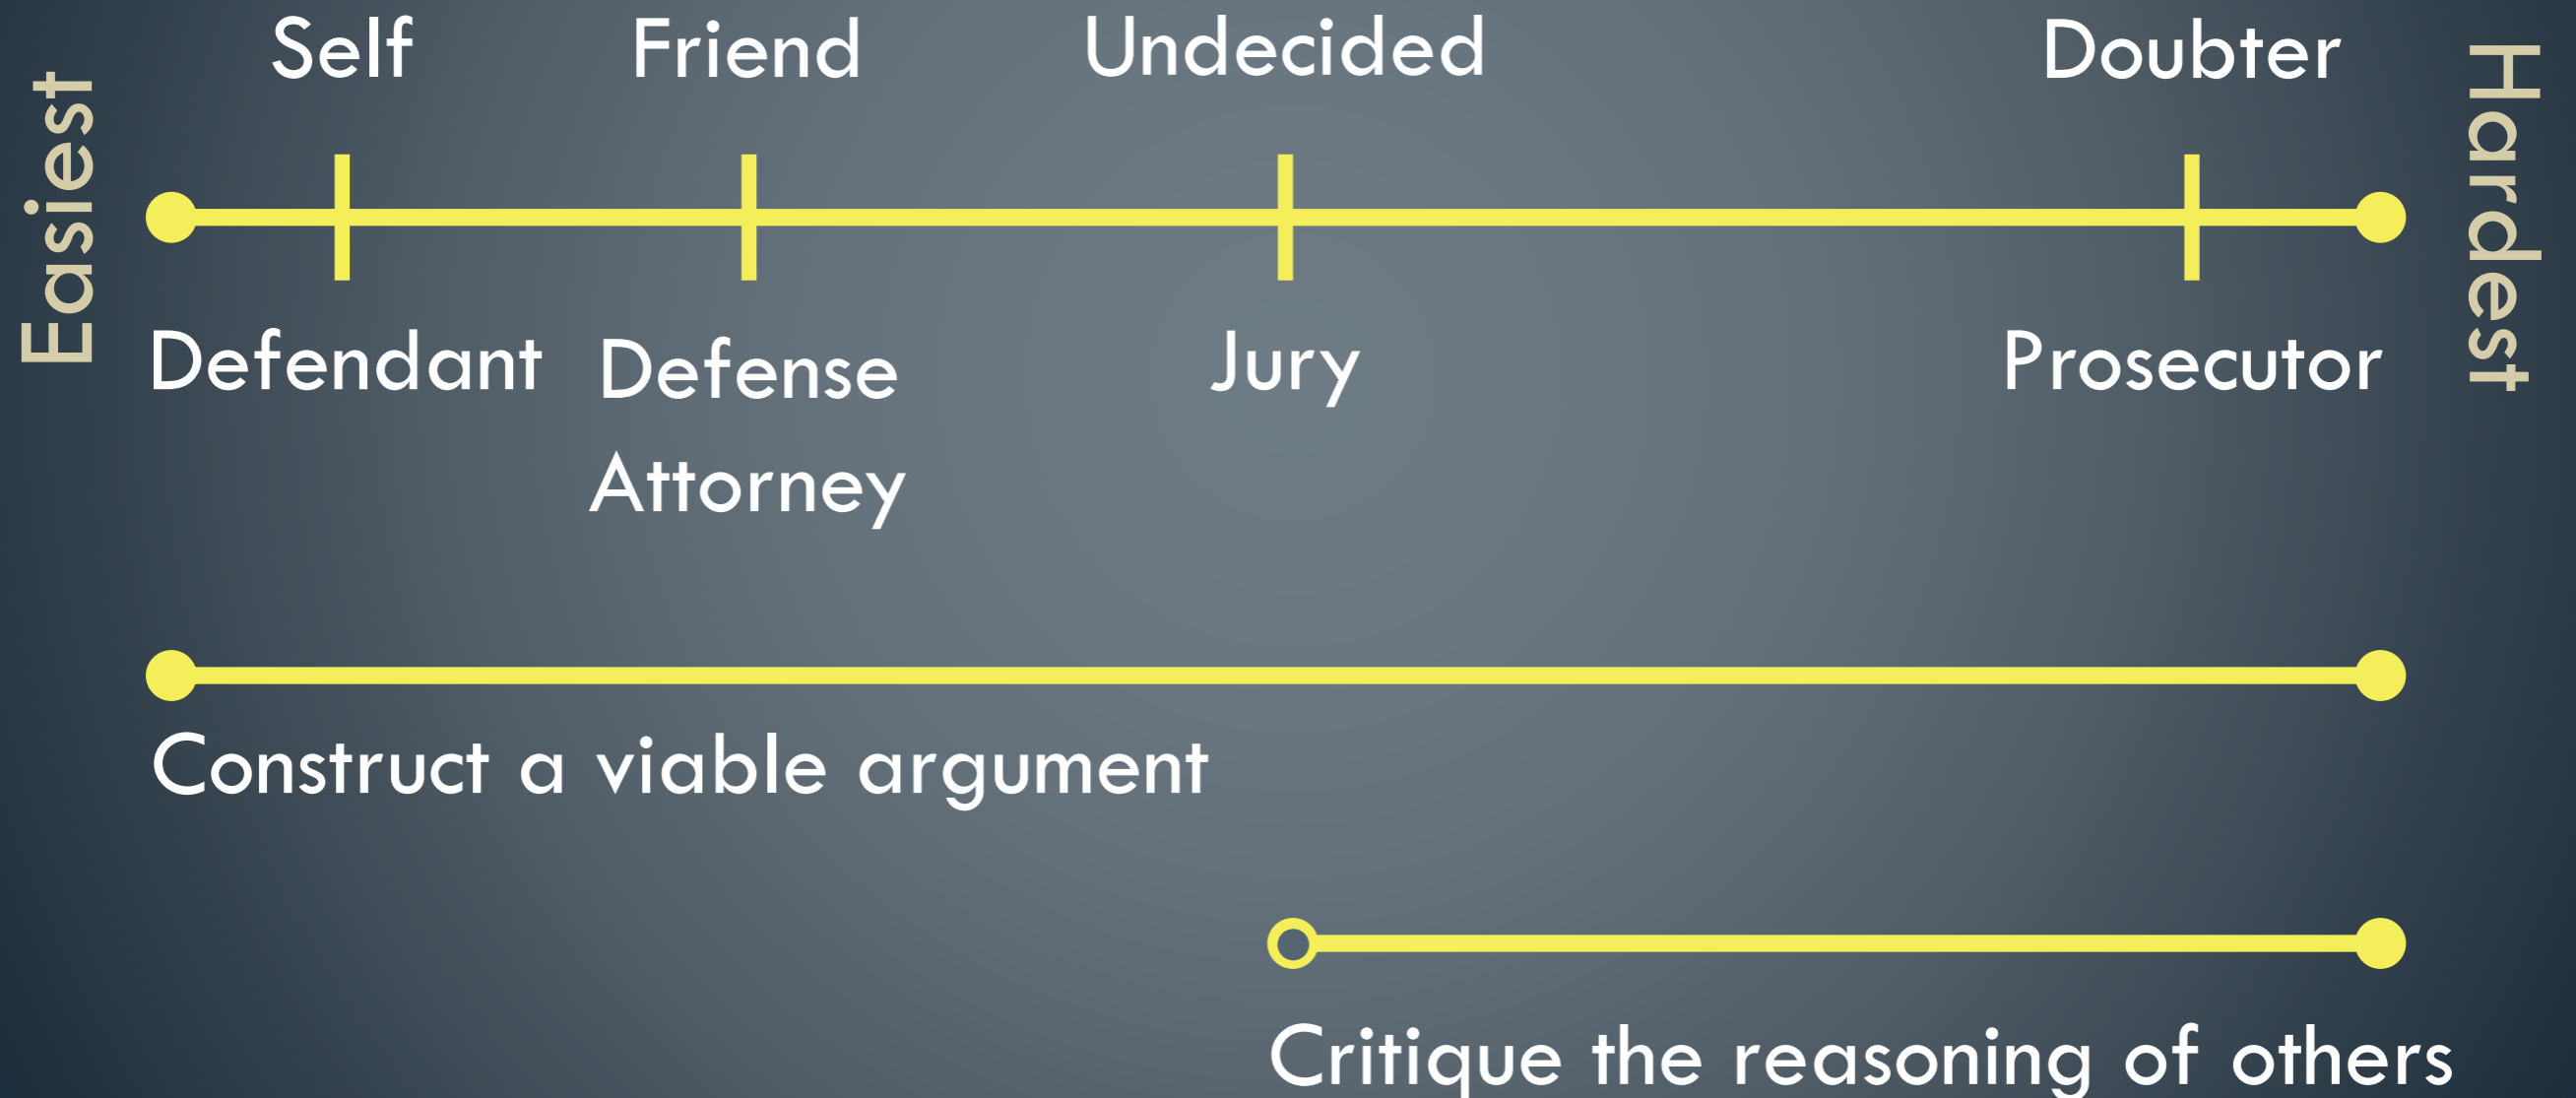 Self
Friend
Undecided
Doubter
Easiest
Hardest
Defendant
Defense
Attorney
Jury
Prosecutor
Construct a viable argument
Critique the reasoning of others